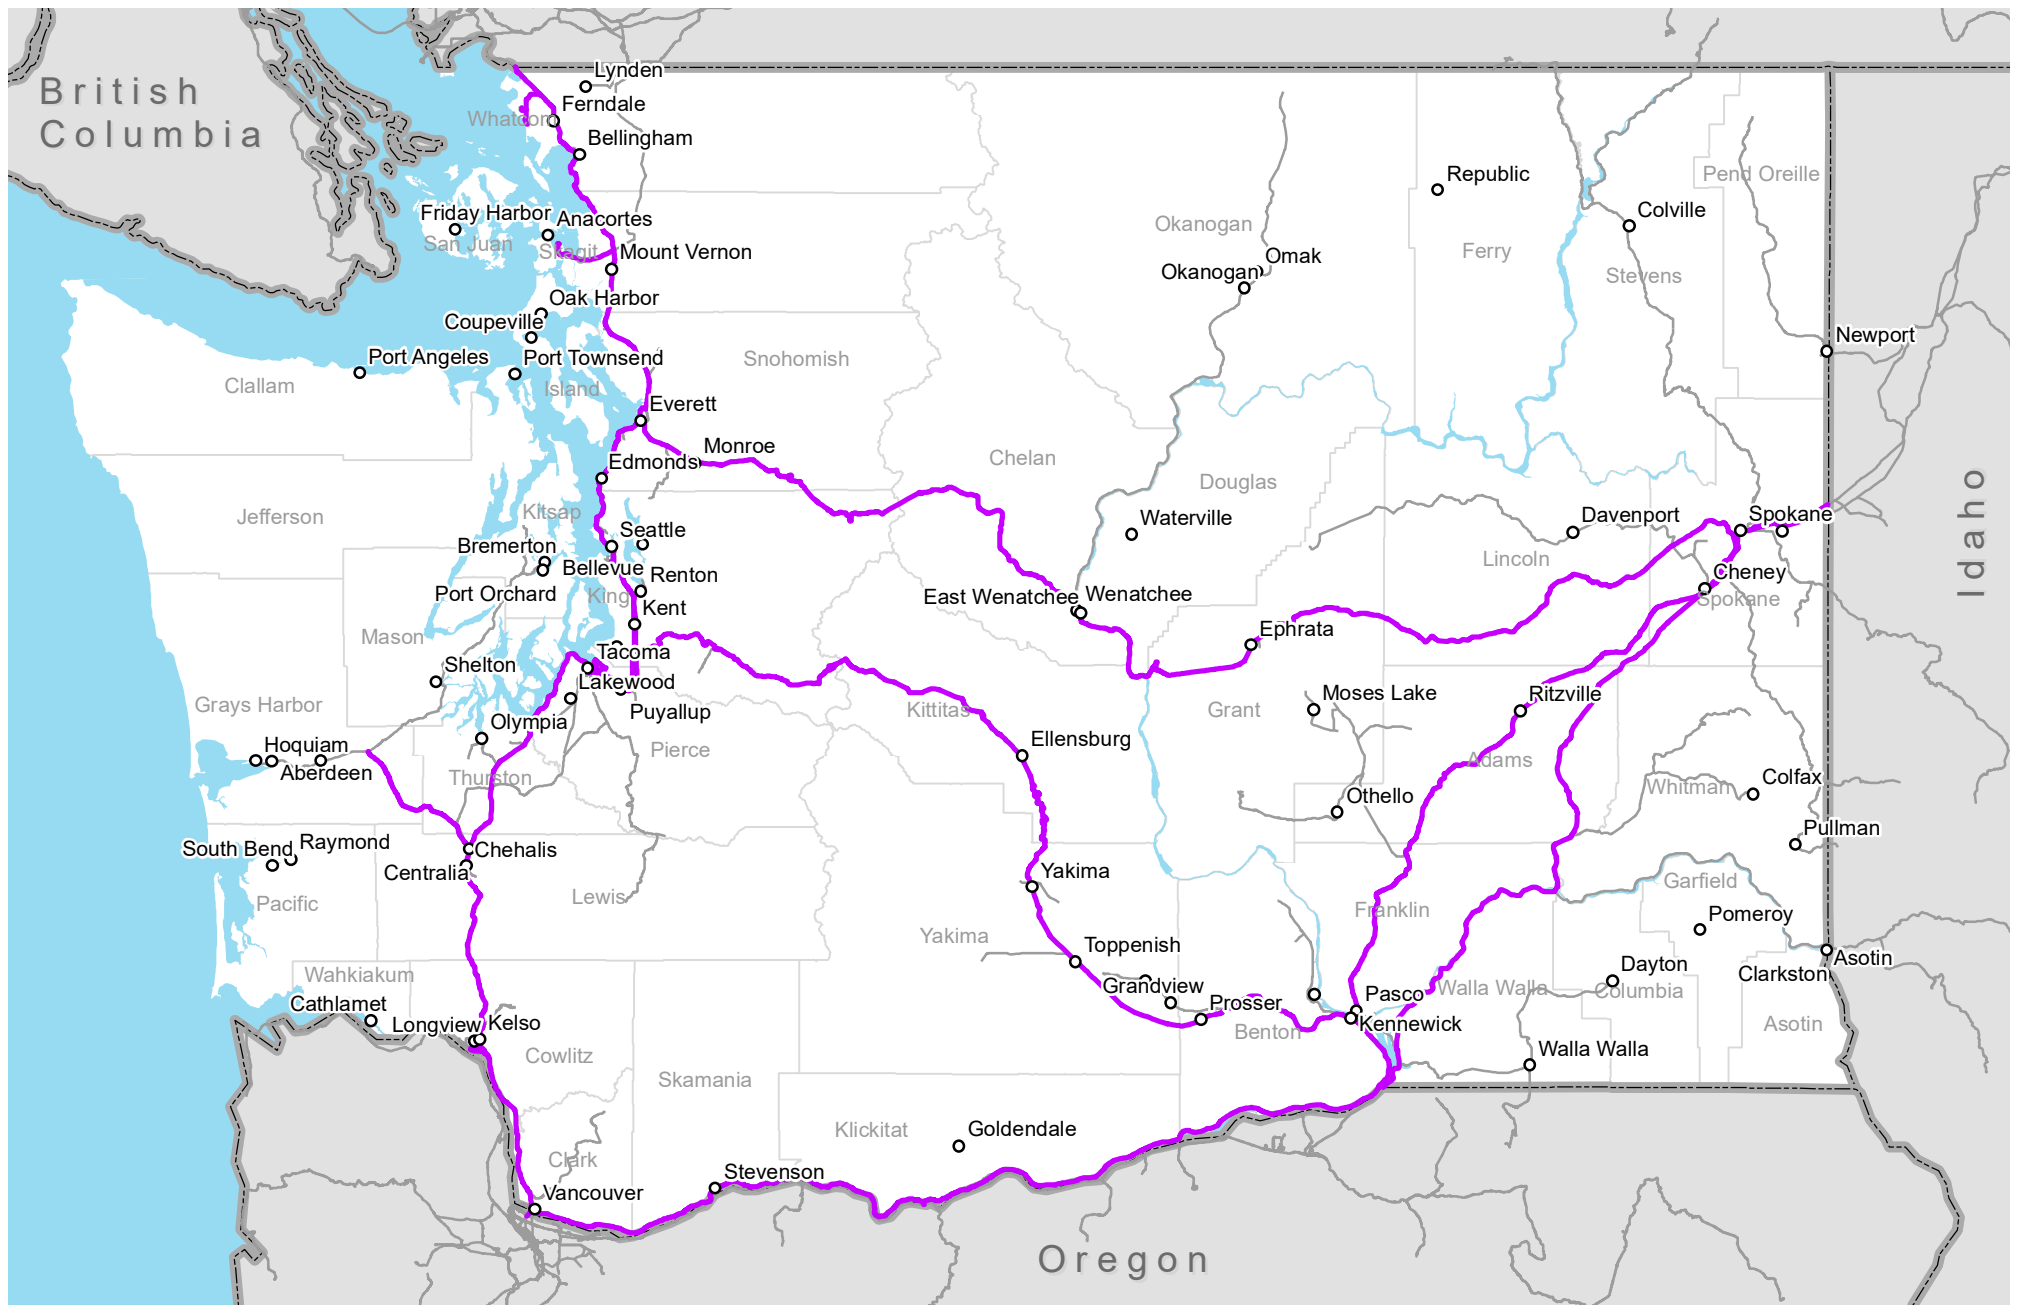 British
Columbia
Lynden
Ferndale
Whatcom
Bellingham
Republic
Pend Oreille
Colville
Friday Harbor
Anacortes
San Juan
Skagit
Mount Vernon
Okanogan
Ferry
Omak
Okanogan
Stevens
Oak Harbor
Coupeville
Newport
Port Angeles
Port Townsend
Snohomish
Clallam
Island
Everett
Monroe
Edmonds
Chelan
Douglas
Idaho
Jefferson
Kitsap
Seattle
Waterville
Davenport
Spokane
Bremerton
Bellevue
Renton
Lincoln
Cheney
Port Orchard
King
Kent
East Wenatchee
Wenatchee
Spokane
Mason
Ephrata
Tacoma
Shelton
Lakewood
Moses Lake
Ritzville
Grays Harbor
Puyallup
Kittitas
Grant
Olympia
Ellensburg
Hoquiam
Pierce
Adams
Aberdeen
Thurston
Colfax
Whitman
Othello
Pullman
South Bend
Raymond
Chehalis
Centralia
Yakima
Garfield
Lewis
Pacific
Franklin
Pomeroy
Yakima
Toppenish
Asotin
Wahkiakum
Dayton
Clarkston
Grandview
Walla Walla
Columbia
Cathlamet
Prosser
Pasco
Longview
Kelso
Benton
Kennewick
Asotin
Cowlitz
Walla Walla
Skamania
Klickitat
Goldendale
Clark
Stevenson
Vancouver
Oregon